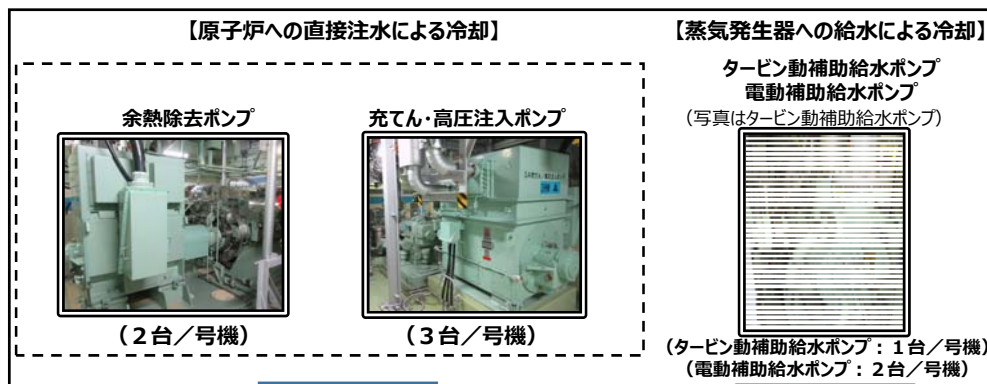 【原子炉への直接注水による冷却】
余熱除去ポンプ
（２台／号機）
充てん・高圧注入ポンプ
（３台／号機）
【蒸気発生器への給水による冷却】
タービン動補助給水ポンプ
電動補助給水ポンプ
（写真はタービン動補助給水ポンプ）
（タービン動補助給水ポンプ：１台／号機）
（電動補助給水ポンプ：２台／号機）